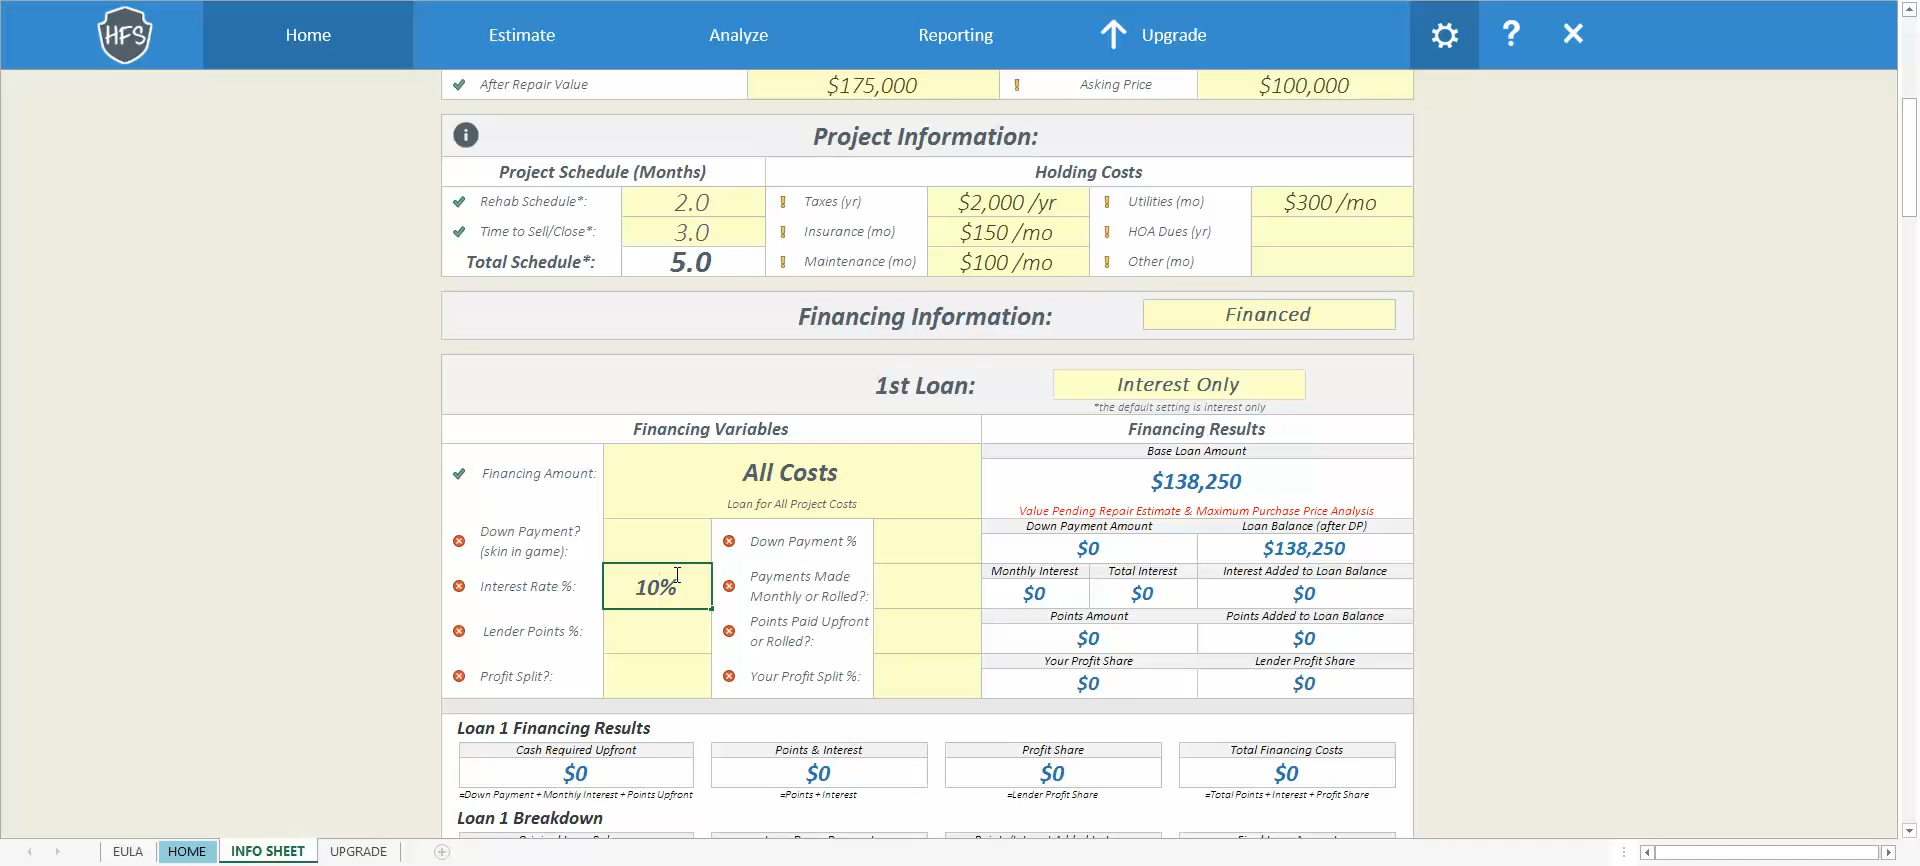 HFS
Home
Estimate
Analyze
Reporting
Upgrade
?
After Repair Value
$175,000
Asking Price
$100,000
Project Information:
Project Schedule (Months)
Holding Costs
Rehab Schedule*:
2.0
Taxes (yr)
$2,000 /yr
Utilities (mo)
$300 /mo
Time to Sell/Close*:
3.0
Insurance (mo)
$150 /mo
HOA Dues (yr)
Total Schedule*:
5.0
Maintenance (mo)
$100 /mo
Other (mo)
Financing Information:
Financed
1st Loan:
Interest Only
*the default setting is interest only
Financing Variables
Financing Results
Base Loan Amount
Financing Amount:
All Costs
$138,250
Loan for All Project Costs
Value Pending Repair Estimate & Maximum Purchase Price Analysis
Down Payment?
(skin in game):
Down Payment %
Down Payment Amount
Loan Balance (after DP)
$0
$138,250
Interest Rate %:
10%
Payments Made
Monthly or Rolled?:
Monthly Interest
Total Interest
Interest Added to Loan Balance
$0
$0
$0
Lender Points %:
Points Paid Upfront
or Rolled?:
Points Amount
Points Added to Loan Balance
$0
$0
Profit Split?:
Your Profit Split %:
Your Profit Share
Lender Profit Share
$0
$0
Loan 1 Financing Results
Cash Required Upfront
Points & Interest
Profit Share
Total Financing Costs
$0
$0
$0
$0
=Down Payment + Monthly Interest + Points Upfront
=Points + Interest
=Lender Profit Share
=Total Points + Interest + Profit Share
Loan 1 Breakdown
EULA
HOME
INFO SHEET
UPGRADE